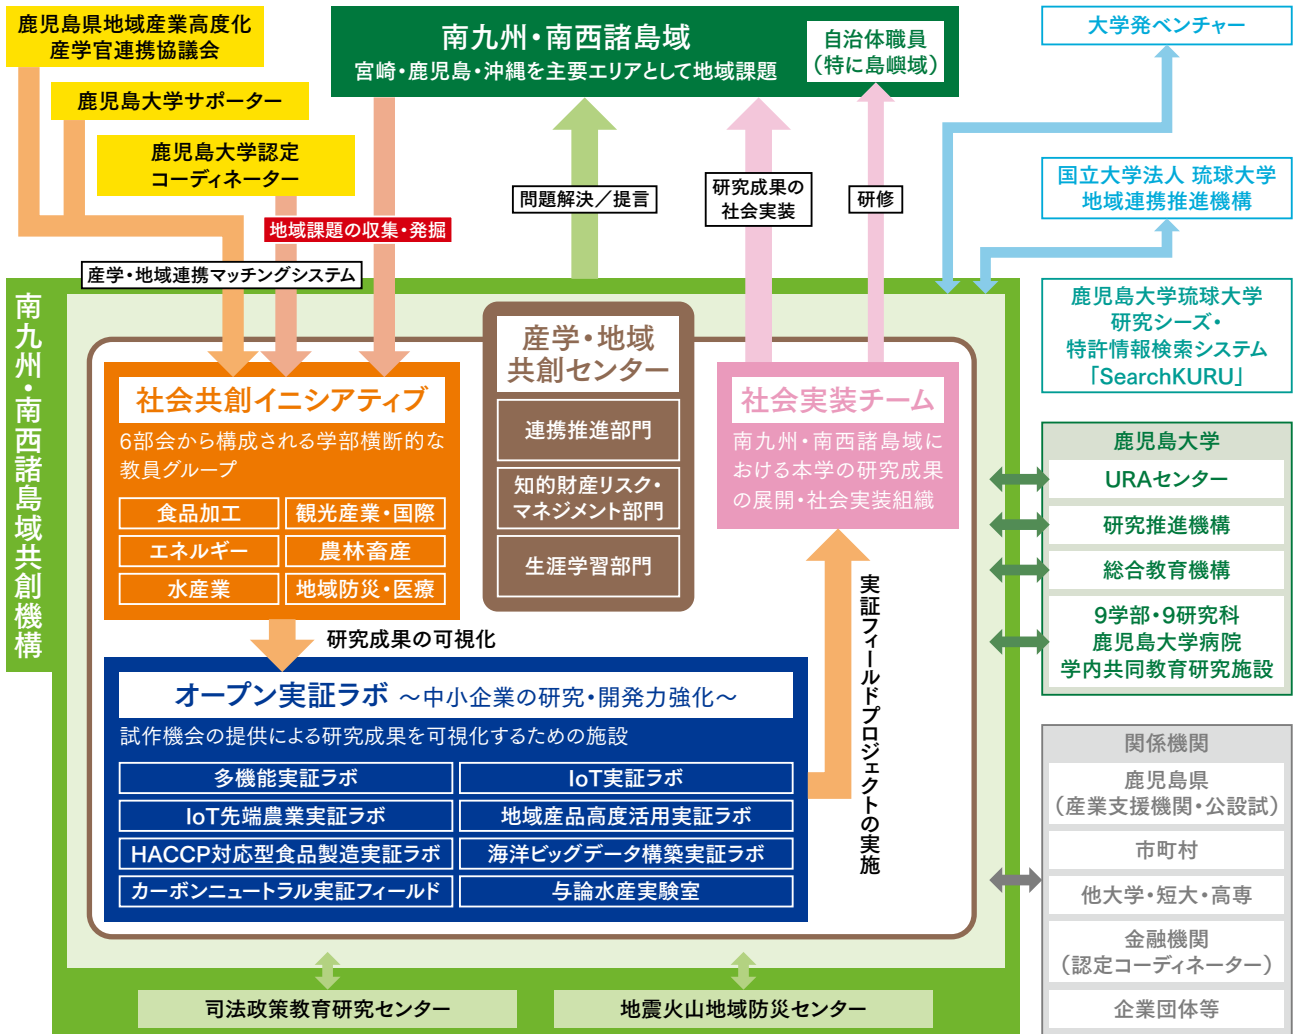 鹿児島県地域産業高度化
産学官連携協議会
鹿児島大学サポーター
鹿児島大学認定
コーディネーター
南九州・南西諸島域
宮崎・鹿児島・沖縄を主要エリアとして地域課題
自治体職員
（特に島嶼域）
大学発ベンチャー
国立大学法人 琉球大学
地域連携推進機構
地域課題の収集・発掘
産学・地域連携マッチングシステム
問題解決／提言
研究成果の
社会実装
研修
鹿児島大学琉球大学
研究シーズ・
特許情報検索システム
「SearchKURU」
南九州・南西諸島域共創機構
社会共創イニシアティブ
6部会から構成される学部横断的な
教員グループ
食品加工
観光産業・国際
エネルギー
農林畜産
水産業
地域防災・医療
産学・地域
共創センター
連携推進部門
知的財産リスク・
マネジメント部門
生涯学習部門
社会実装チーム
南九州・南西諸島域に
おける本学の研究成果
の展開・社会実装組織
研究成果の可視化
実証フィールドプロジェクトの実施
オープン実証ラボ ～中小企業の研究・開発力強化～
試作機会の提供による研究成果を可視化するための施設
多機能実証ラボ
IoT実証ラボ
IoT先端農業実証ラボ
地域産品高度活用実証ラボ
HACCP対応型食品製造実証ラボ
海洋ビッグデータ構築実証ラボ
カーボンニュートラル実証フィールド
与論水産実験室
司法政策教育研究センター
地震火山地域防災センター
鹿児島大学
URAセンター
研究推進機構
総合教育機構
9学部・9研究科
鹿児島大学病院
学内共同教育研究施設
関係機関
鹿児島県
（産業支援機関・公設試）
市町村
他大学・短大・高専
金融機関
（認定コーディネーター）
企業団体等